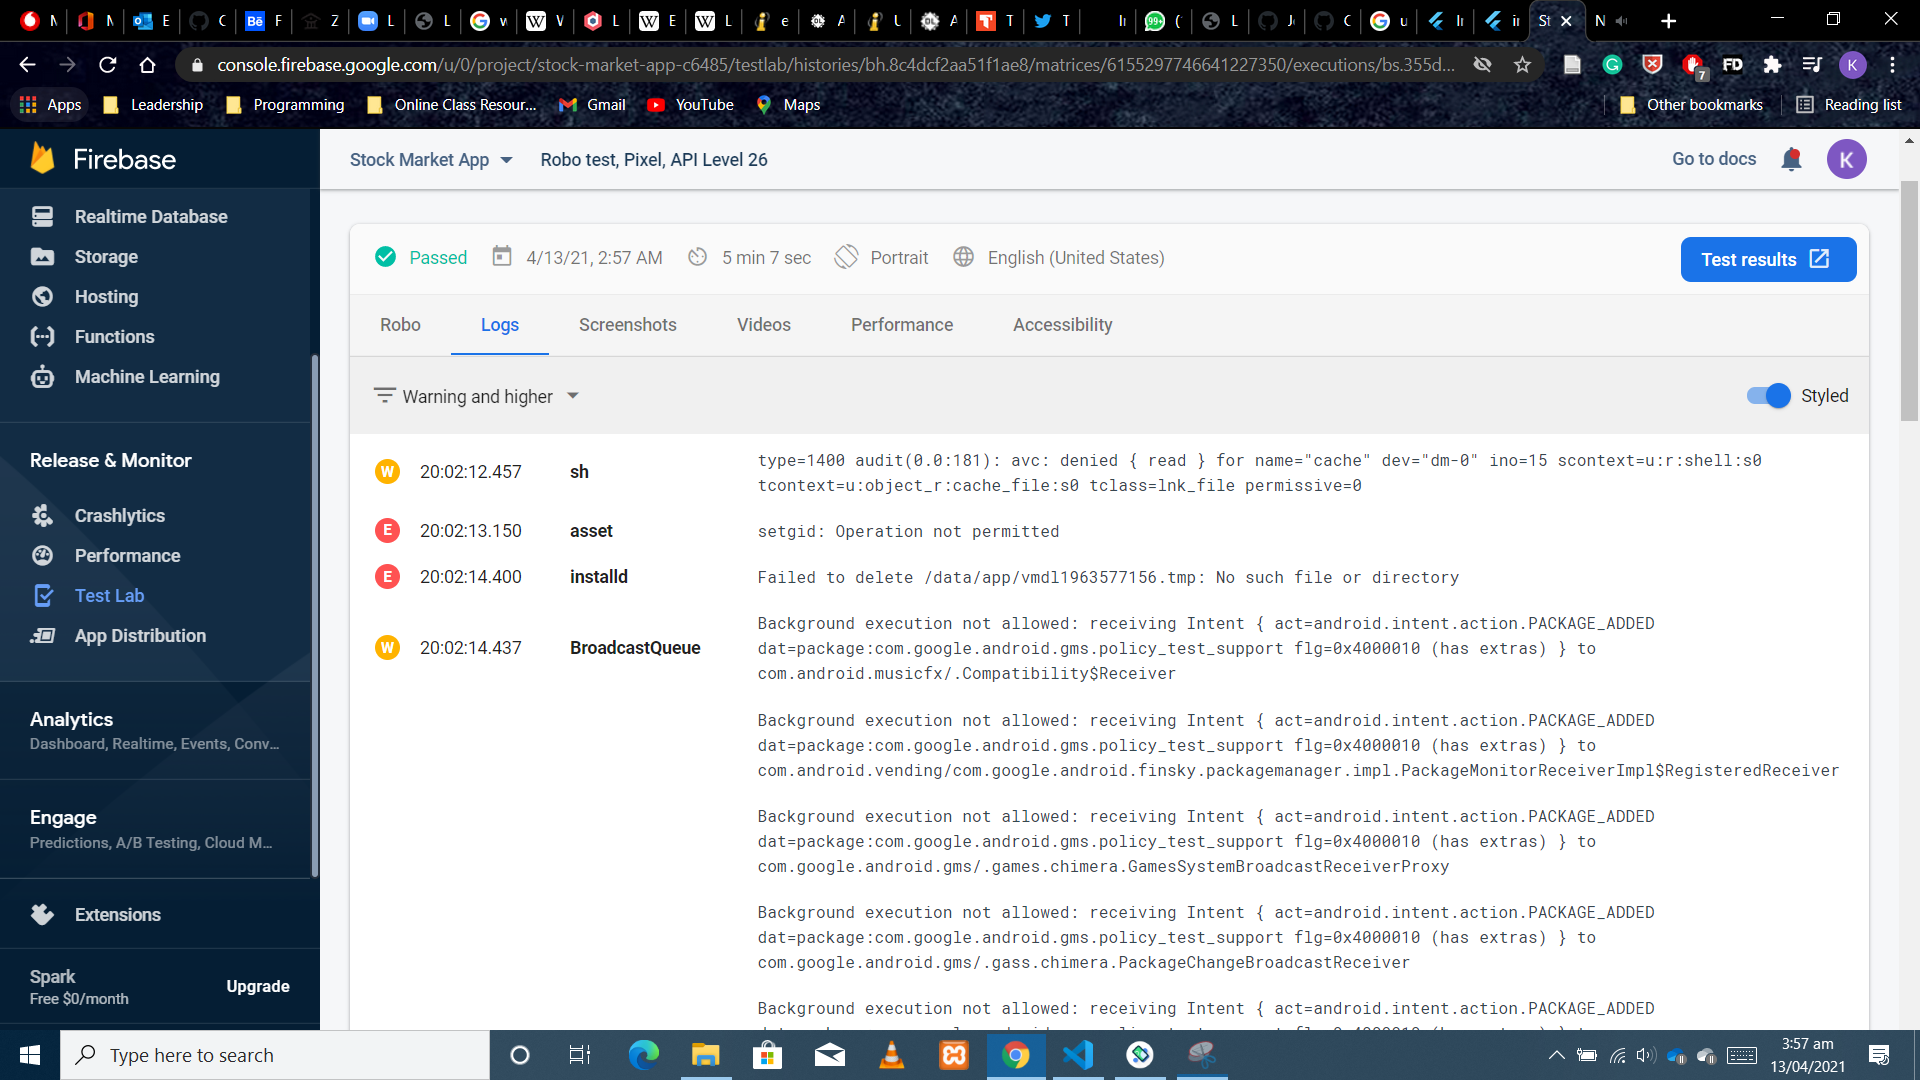 console.firebase.google.com/u/0/project/stock-market-app-c6485/testlab/histories/bh.8c4dcf2aa51f1ae8/matrices/6155297746641227350/executions/bs.355d...
Apps Leadership Programming Online Class Resour... Gmail YouTube Maps Other bookmarks Reading list
Firebase
Realtime Database
Storage
Hosting
Functions
Machine Learning
Release & Monitor
Crashlytics
Performance
Test Lab
App Distribution
Analytics
Dashboard, Realtime, Events, Conv...
Engage
Predictions, A/B Testing, Cloud M...
Extensions
Spark
Free $0/month
Upgrade
Stock Market App Robo test, Pixel, API Level 26 Go to docs K
Passed 4/13/21, 2:57 AM 5 min 7 sec Portrait English (United States) Test results
Robo Logs Screenshots Videos Performance Accessibility
Warning and higher Styled
W 20:02:12.457 sh type=1400 audit(0.0:181): avc: denied { read } for name="cache" dev="dm-0" ino=15 scontext=u:r:shell:s0
tcontext=u:object_r:cache_file:s0 tclass=lnk_file permissive=0
E 20:02:13.150 asset setgid: Operation not permitted
E 20:02:14.400 installd Failed to delete /data/app/vmdl1963577156.tmp: No such file or directory
W 20:02:14.437 BroadcastQueue Background execution not allowed: receiving Intent { act=android.intent.action.PACKAGE_ADDED
dat=package:com.google.android.gms.policy_test_support flg=0x4000010 (has extras) } to
com.android.musicfx/.Compatibility$Receiver
Background execution not allowed: receiving Intent { act=android.intent.action.PACKAGE_ADDED
dat=package:com.google.android.gms.policy_test_support flg=0x4000010 (has extras) } to
com.android.vending/com.google.android.finsky.packagemanager.impl.PackageMonitorReceiverImpl$RegisteredReceiver
Background execution not allowed: receiving Intent { act=android.intent.action.PACKAGE_ADDED
dat=package:com.google.android.gms.policy_test_support flg=0x4000010 (has extras) } to
com.google.android.gms/.games.chimera.GamesSystemBroadcastReceiverProxy
Background execution not allowed: receiving Intent { act=android.intent.action.PACKAGE_ADDED
dat=package:com.google.android.gms.policy_test_support flg=0x4000010 (has extras) } to
com.google.android.gms/.gass.chimera.PackageChangeBroadcastReceiver
Background execution not allowed: receiving Intent { act=android.intent.action.PACKAGE_ADDED
Type here to search
3:57 am
13/04/2021